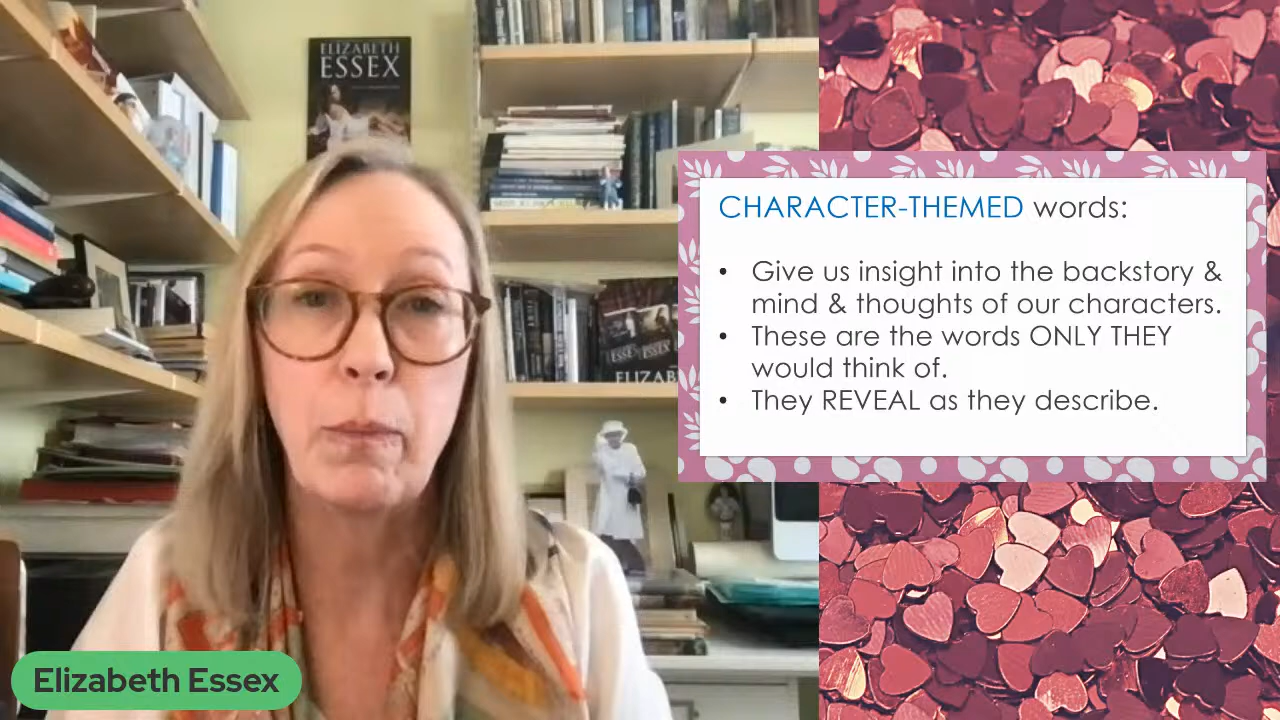 ELIZABETH
ESSEX
CHARACTER-THEMED words:
• Give us insight into the backstory &
mind & thoughts of our characters.
• These are the words ONLY THEY
would think of.
• They REVEAL as they describe.
ESSEX ESSEX
ELIZAB
Elizabeth Essex